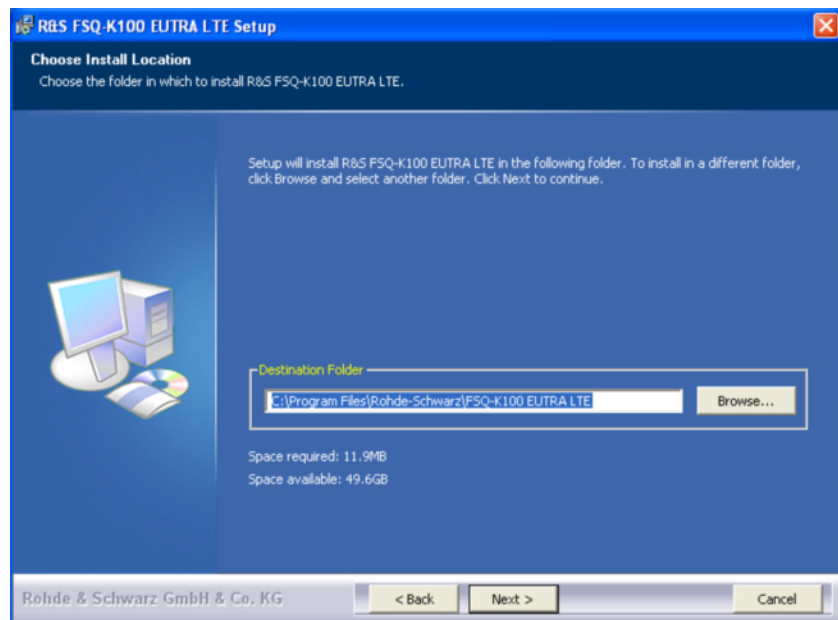 R&S FSQ-K100 EUTRA LTE Setup
Choose Install Location
Choose the folder in which to install R&S FSQ-K100 EUTRA LTE.
Setup will install R&S FSQ-K100 EUTRA LTE in the following folder. To install in a different folder,
click Browse and select another folder. Click Next to continue.
Destination Folder
C:\Program Files\Rohde-Schwarz\FSQ-K100 EUTRA LTE
Browse...
Space required: 11.9MB
Space available: 49.6GB
Rohde & Schwarz GmbH & Co. KG
< Back
Next >
Cancel